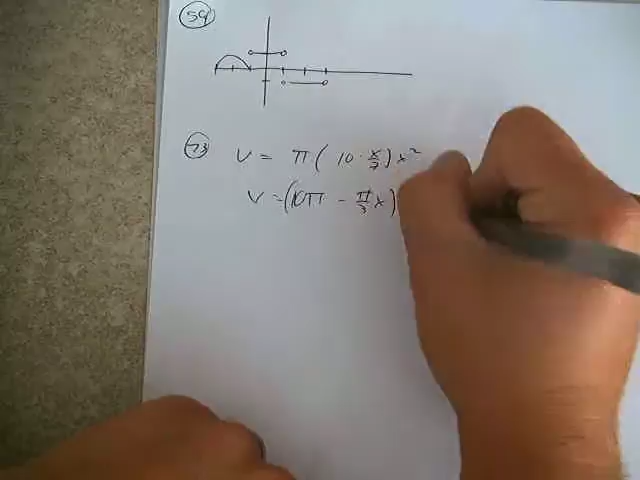 59
73 V = π ( 10 · x/3 ) x²
V = (10π - π/3 x)